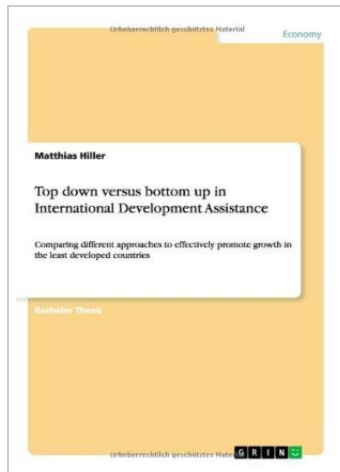 Urheberrechtlich geschütztes Material
Economy
Matthias Hiller
Top down versus bottom up in
International Development Assistance
Comparing different approaches to effectively promote growth in
the least developed countries
Bachelor Thesis
Urheberrechtlich geschütztes Mater
GRIN